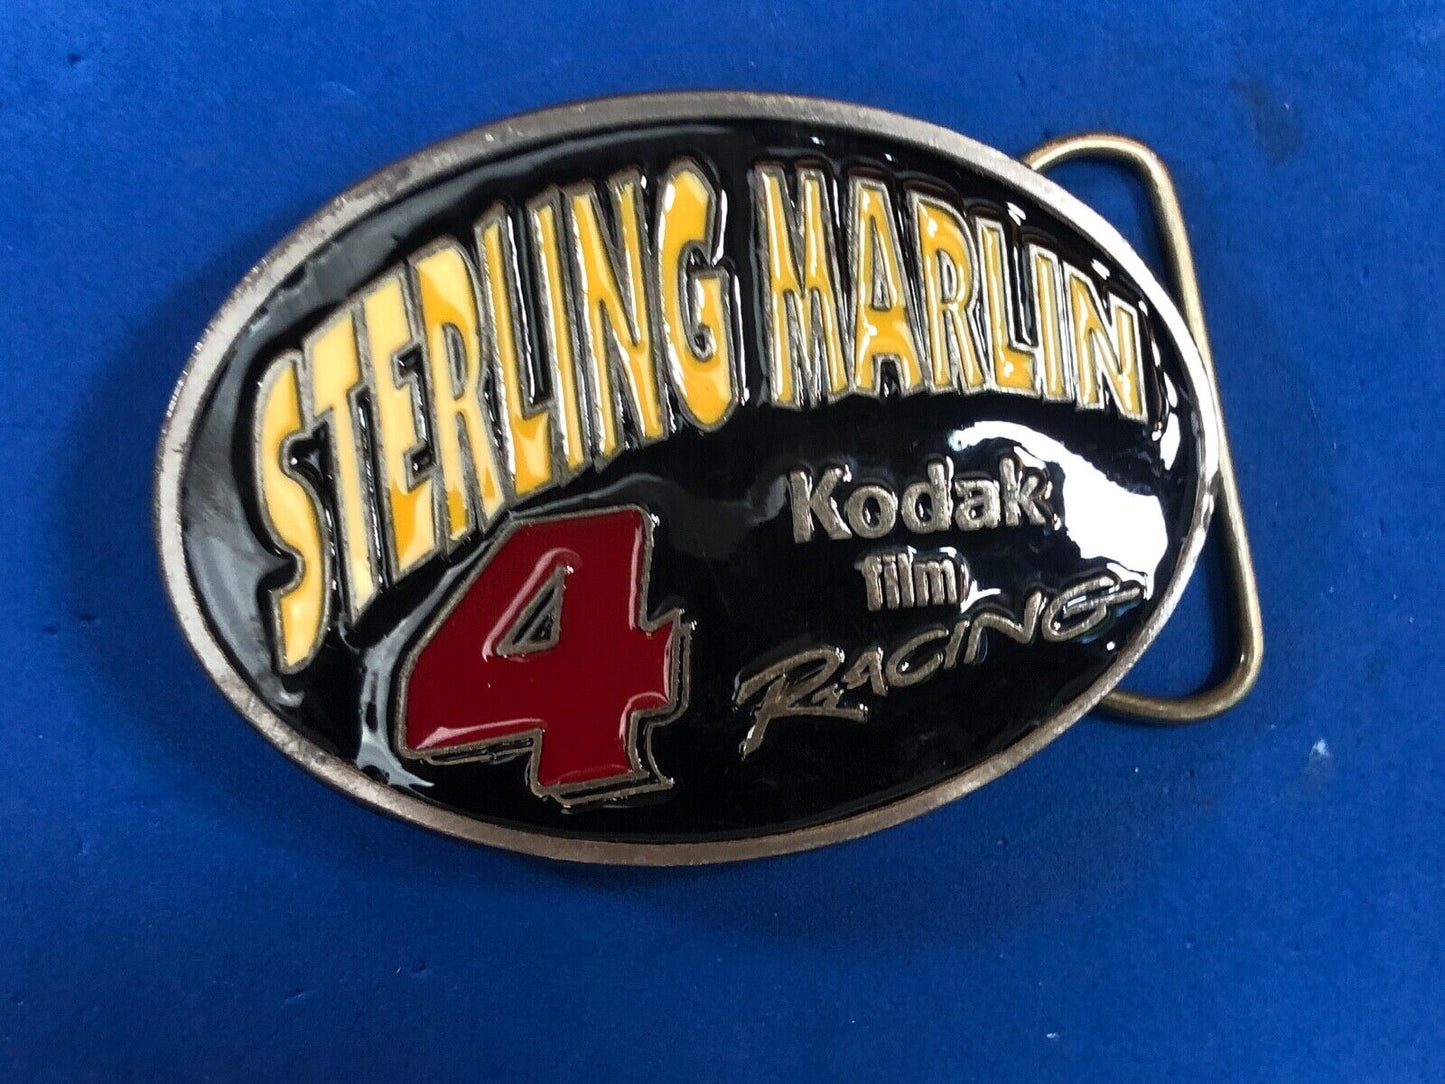 STERLING MARLIN
4
Kodak
film
RACING